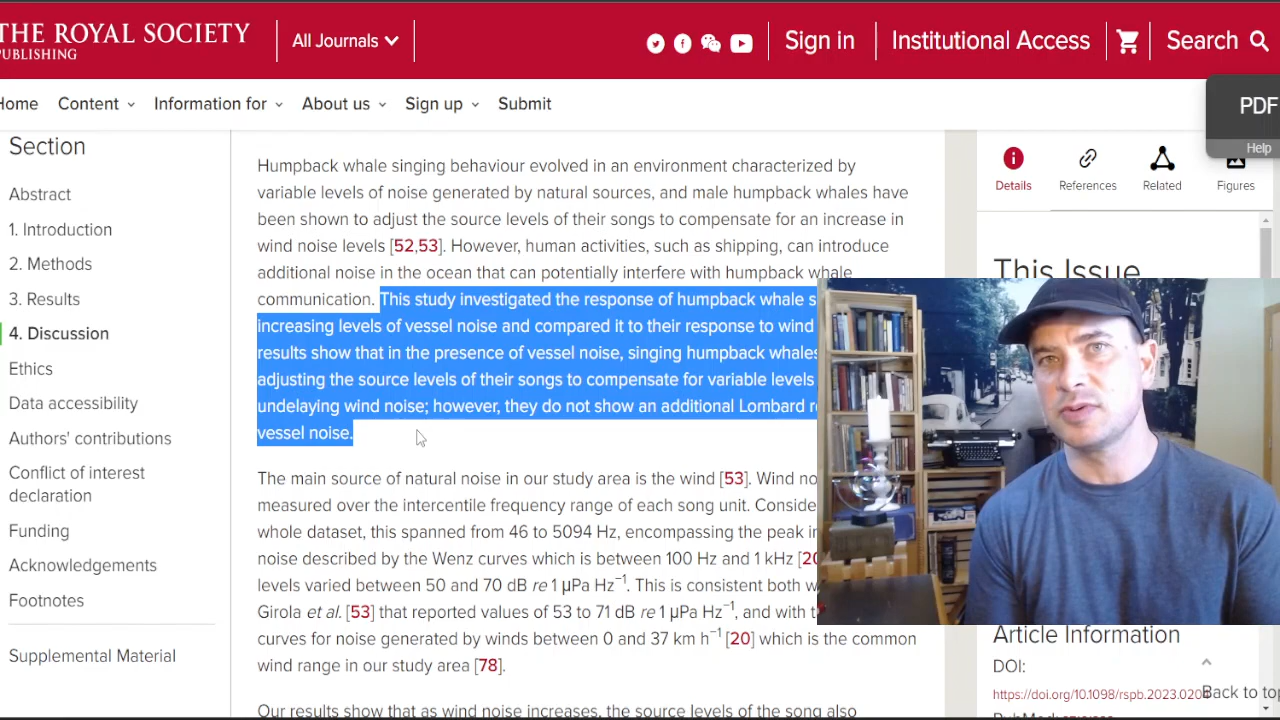 THE ROYAL SOCIETY
PUBLISHING
All Journals
Sign in
Institutional Access
Search
Home
Content
Information for
About us
Sign up
Submit
PDF
Help
Section
Abstract
1. Introduction
2. Methods
3. Results
4. Discussion
Ethics
Data accessibility
Authors' contributions
Conflict of interest
declaration
Funding
Acknowledgements
Footnotes
Supplemental Material
Humpback whale singing behaviour evolved in an environment characterized by
variable levels of noise generated by natural sources, and male humpback whales have
been shown to adjust the source levels of their songs to compensate for an increase in
wind noise levels [52,53]. However, human activities, such as shipping, can introduce
additional noise in the ocean that can potentially interfere with humpback whale
communication. This study investigated the response of humpback whale
increasing levels of vessel noise and compared it to their response to wind
results show that in the presence of vessel noise, singing humpback whales
adjusting the source levels of their songs to compensate for variable levels
undelaying wind noise; however, they do not show an additional Lombard
vessel noise.
The main source of natural noise in our study area is the wind [53]. Wind
measured over the intercentile frequency range of each song unit.
whole dataset, this spanned from 46 to 5094 Hz, encompassing the peak in
noise described by the Wenz curves which is between 100 Hz and 1 kHz
levels varied between 50 and 70 dB re 1 µPa Hz⁻¹. This is consistent both
Girola et al. [53] that reported values of 53 to 71 dB re 1 µPa Hz⁻¹, and with
curves for noise generated by winds between 0 and 37 km h⁻¹ [20] which is the common
wind range in our study area [78].
Our results show that as wind noise increases, the source levels of the song also
Details
References
Related
Figures
This Issue
Article Information
DOI:
https://doi.org/10.1098/rspb.2023.020
Back to top